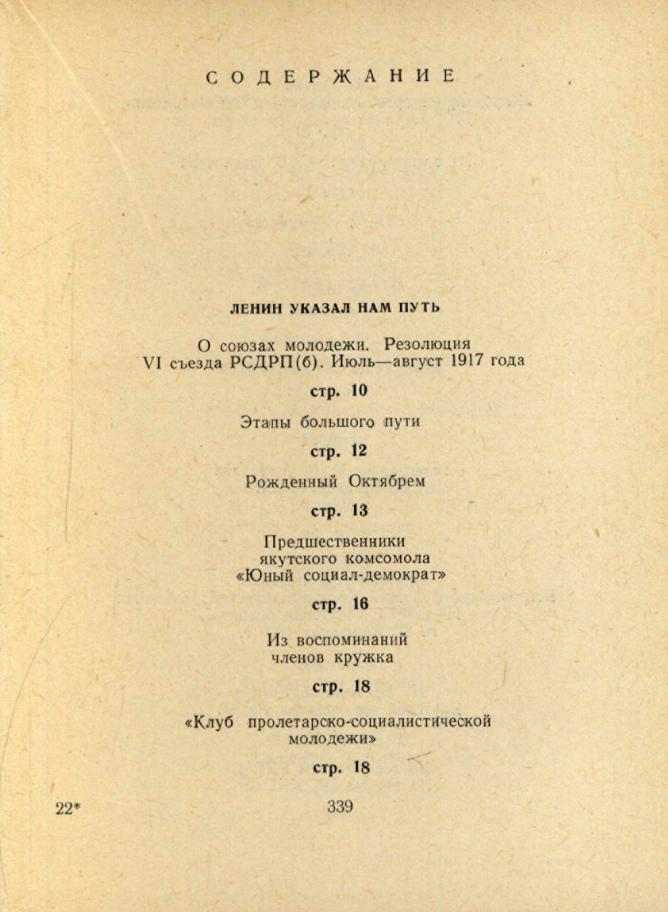 СОДЕРЖАНИЕ
ЛЕНИН УКАЗАЛ НАМ ПУТЬ
О союзах молодежи. Резолюция
VI съезда РСДРП(б). Июль—август 1917 года
стр. 10
Этапы большого пути
стр. 12
Рожденный Октябрем
стр. 13
Предшественники
якутского комсомола
«Юный социал-демократ»
стр. 16
Из воспоминаний
членов кружка
стр. 18
«Клуб пролетарско-социалистической
молодежи»
стр. 18
22*
339